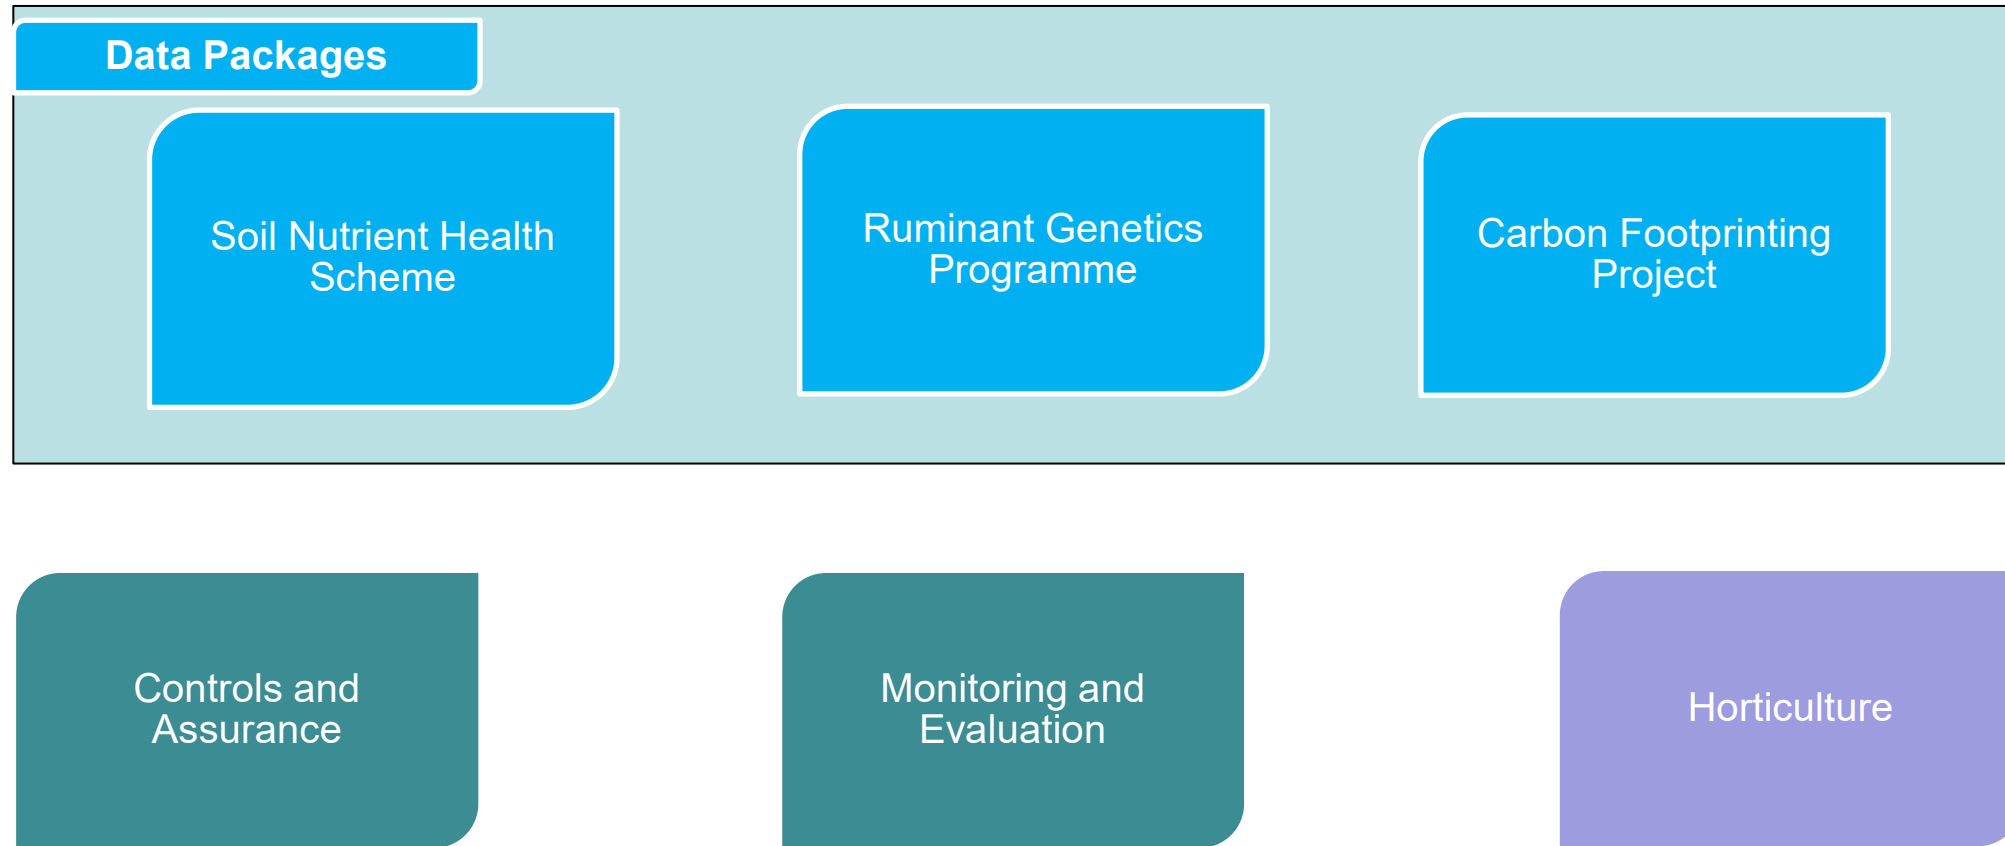 Data Packages
Soil Nutrient Health
Scheme
Ruminant Genetics
Programme
Carbon Footprinting
Project
Controls and
Assurance
Monitoring and
Evaluation
Horticulture